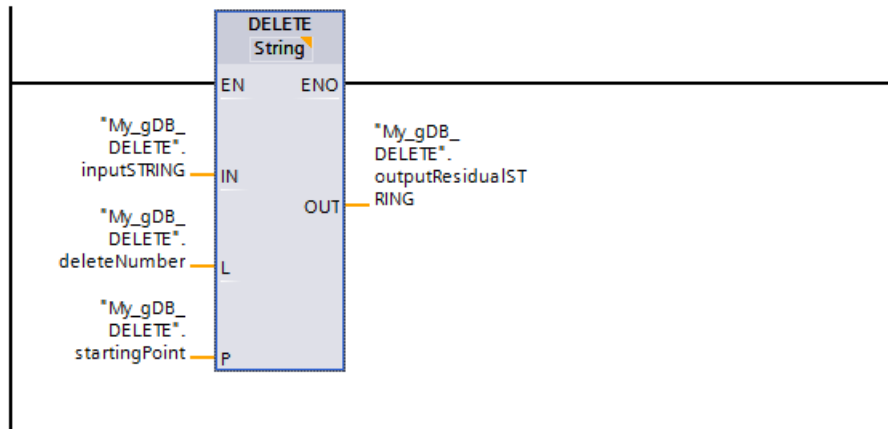 DELETE
String
EN ENO
"My_gDB_
DELETE".
inputSTRING
IN
"My_gDB_
DELETE".
outputResidualST
RING
OUT
"My_gDB_
DELETE".
deleteNumber
L
"My_gDB_
DELETE".
startingPoint
P